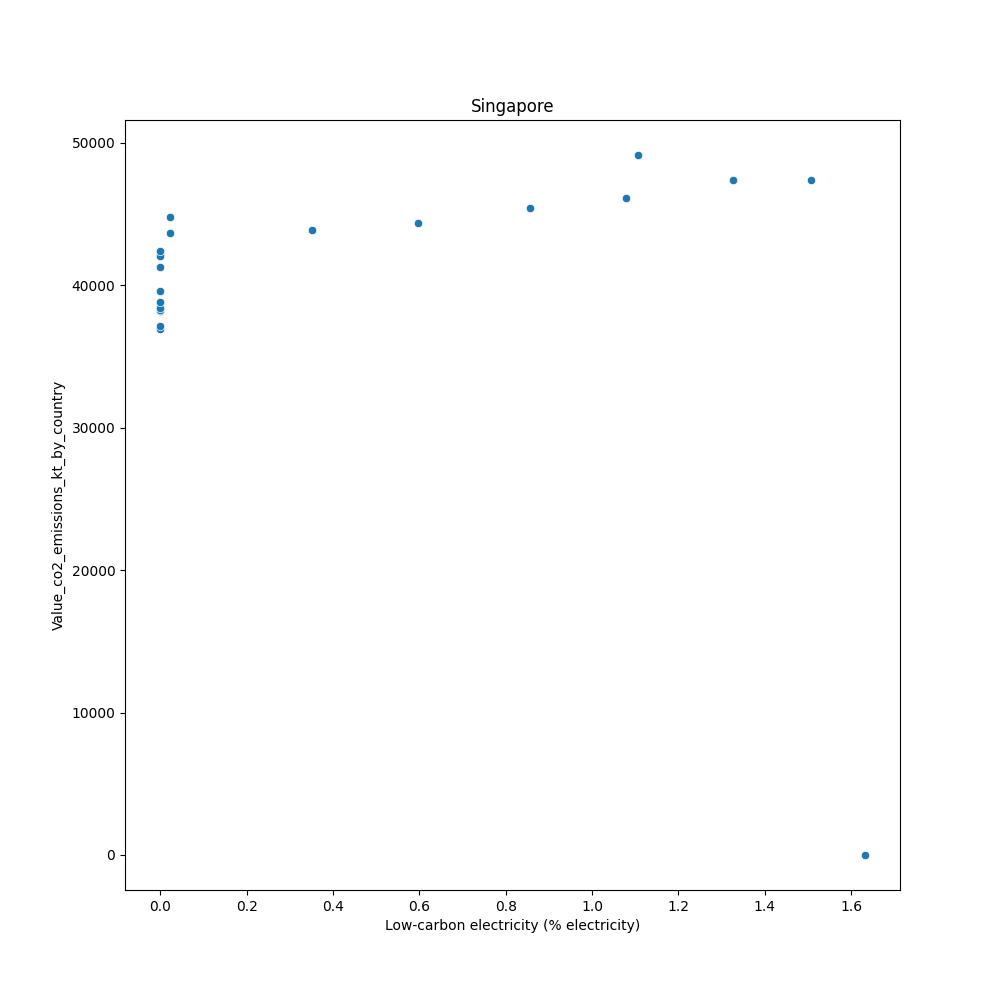 Singapore
50000
40000
30000
20000
10000
0
Value_co2_emissions_kt_by_country
0.0 0.2 0.4 0.6 0.8 1.0 1.2 1.4 1.6
Low-carbon electricity (% electricity)